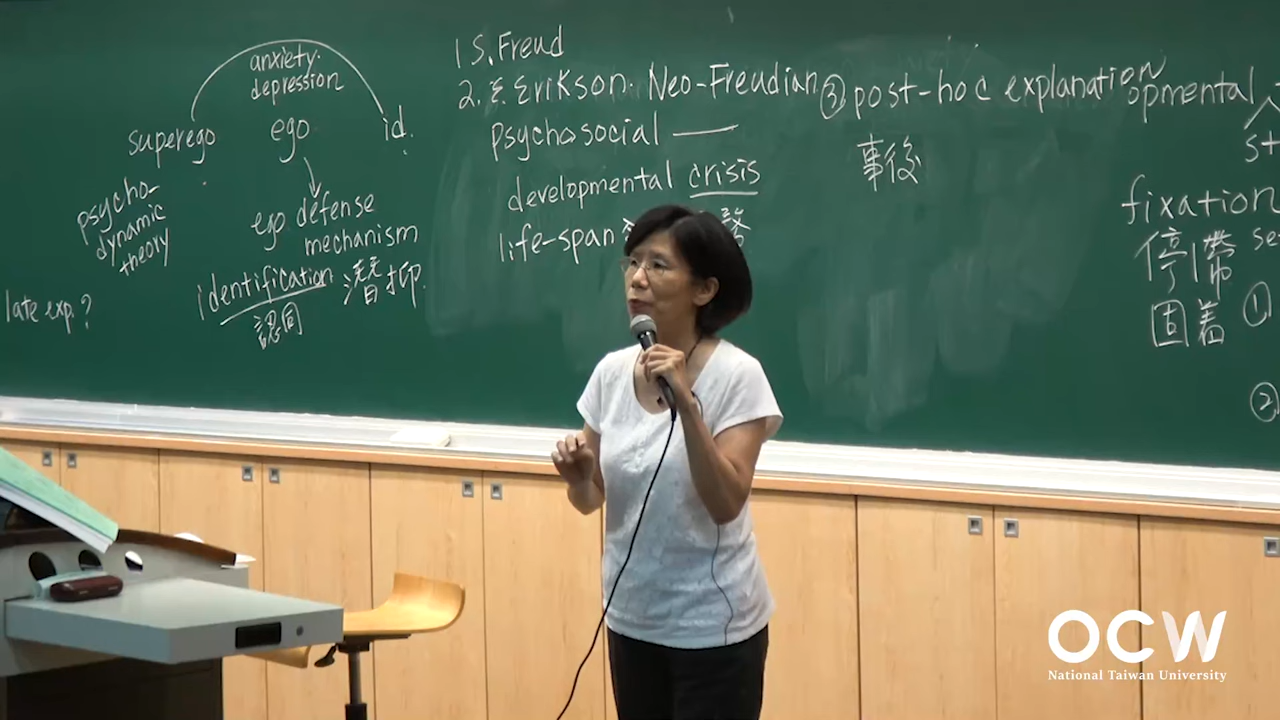 anxiety
depression
superego
ego
id.
psycho-
dynamic
theory
ego defense
mechanism
identification 潛抑
認同
late exp.?
1 S. Freud
2. E. Erikson. Neo-Freudian
psychosocial
developmental crisis
life-span
務
③ post-hoc explanation
事後
opmental
st
fixation
停滯
固着
se
①
②
OCW
National Taiwan University